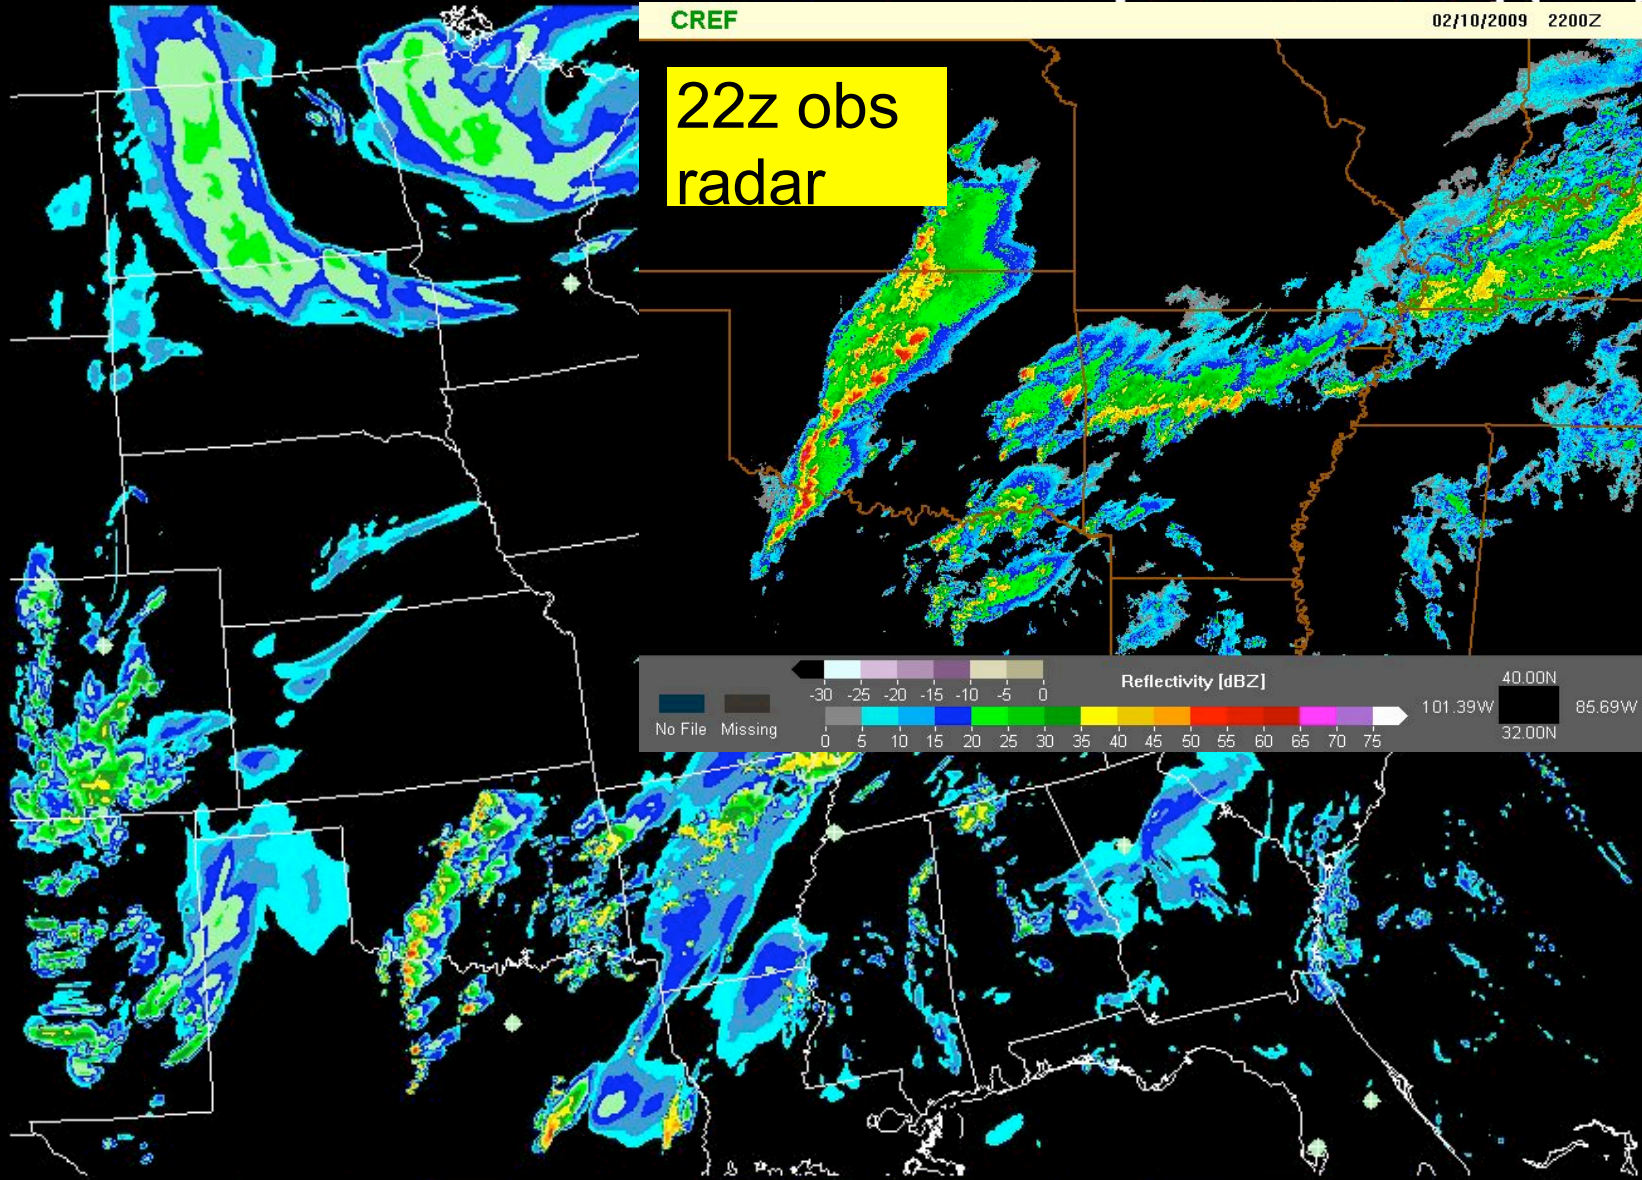 CREF 02/10/2009 2200Z
22z obs
radar
-30 -25 -20 -15 -10 -5 0
Reflectivity [dBZ]
No File Missing
0 5 10 15 20 25 30 35 40 45 50 55 60 65 70 75
40.00N
101.39W 85.69W
32.00N